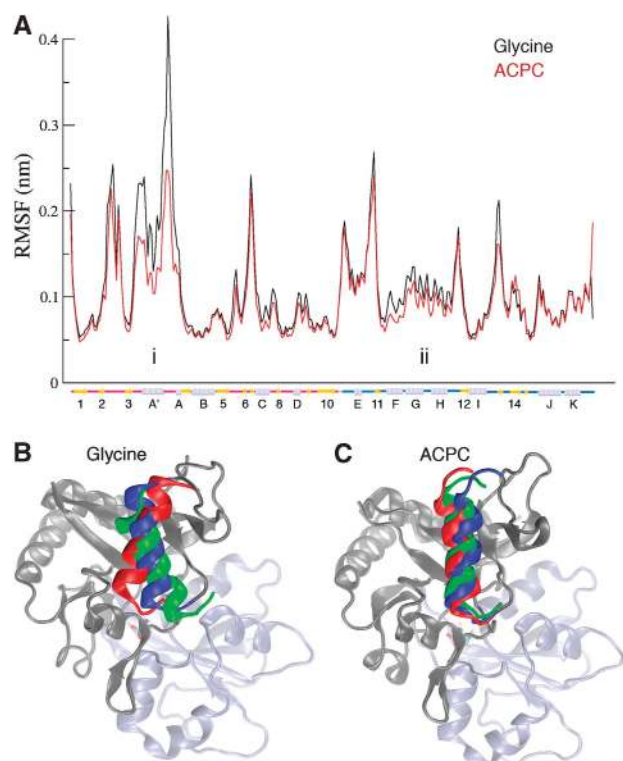 A
Glycine
ACPC
RMSF (nm)
0.4
0.3
0.2
0.1
0
i
ii
1 2 3 A' A B 5 6 C 8 D 10 E 11 F G H 12 I 14 J K
B Glycine
C ACPC